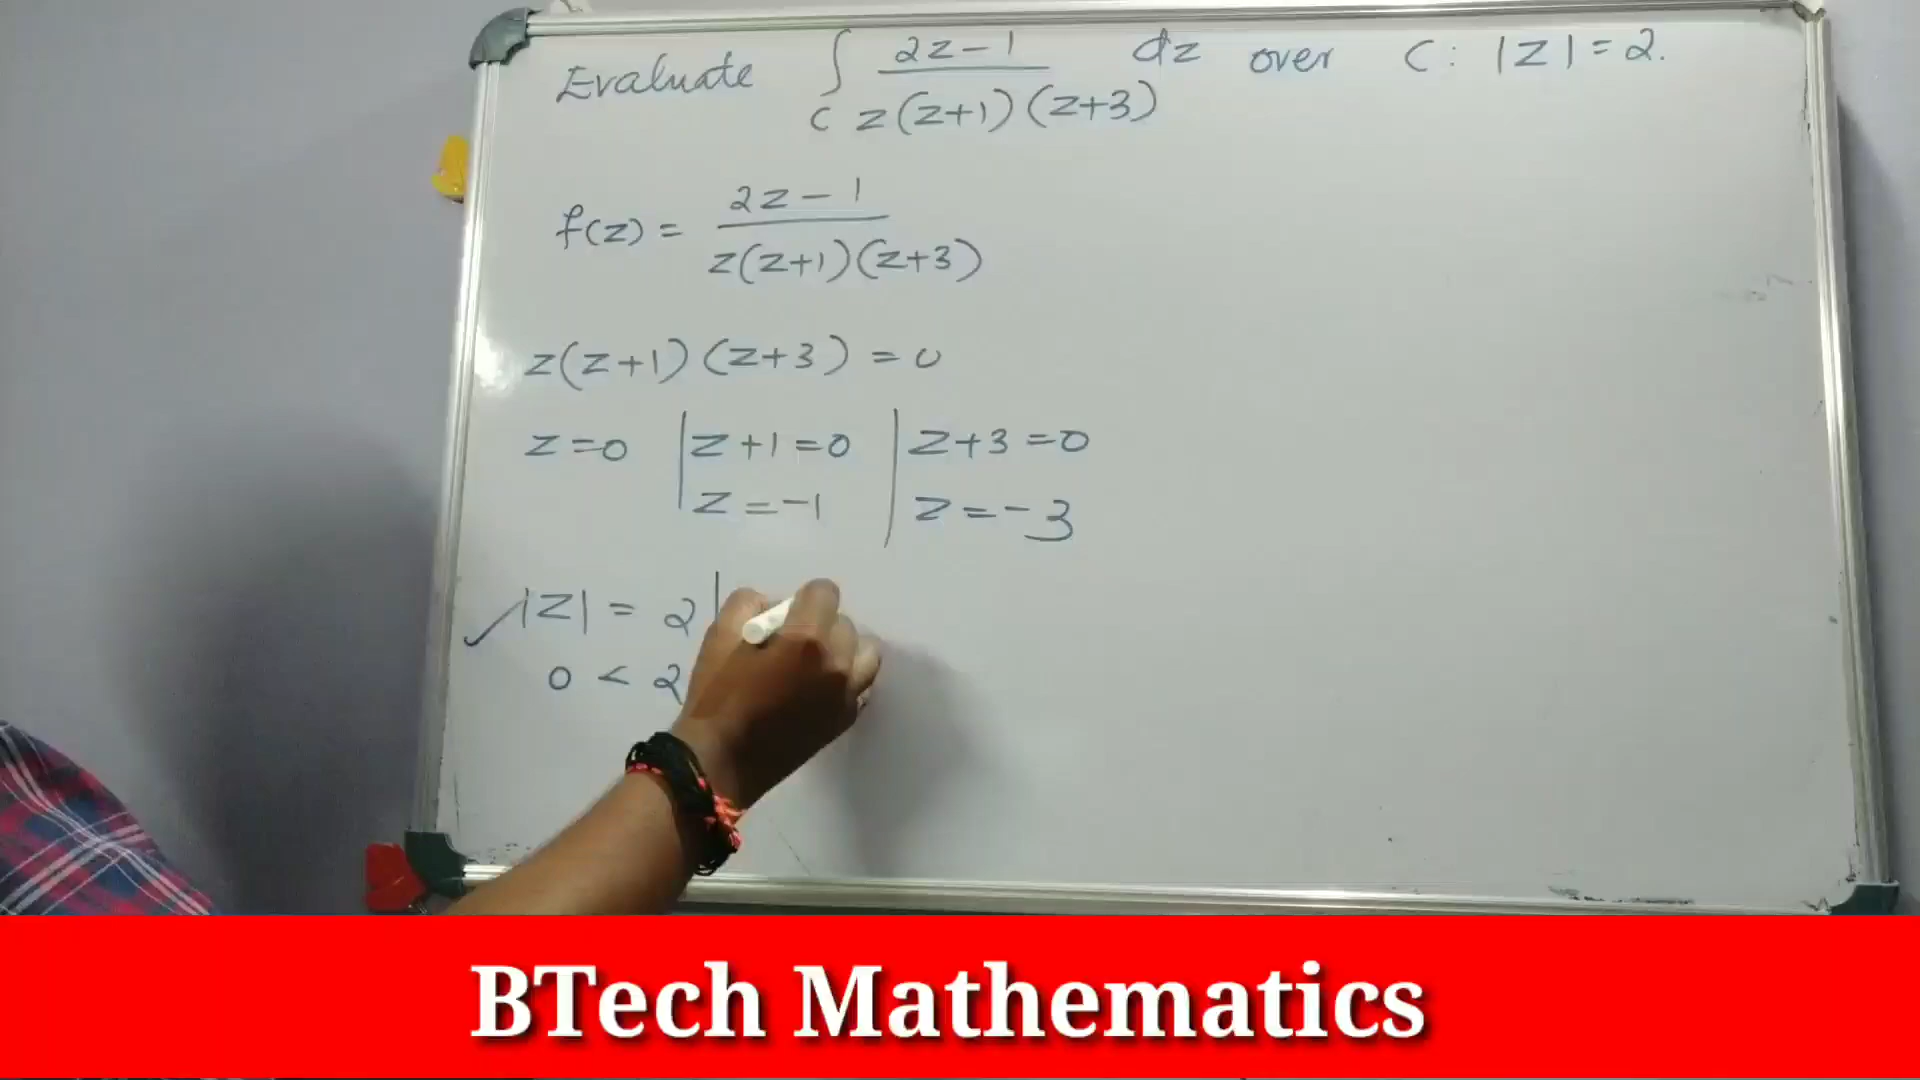 Evaluate ∫_C (2z-1)/(z(z+1)(z+3)) dz over C: |z|=2.
f(z) = (2z-1)/(z(z+1)(z+3))
z(z+1)(z+3) = 0
z=0 | z+1=0 | z+3=0
z=-1 | z=-3
✓|z| = 2 |
0 < 2
BTech Mathematics